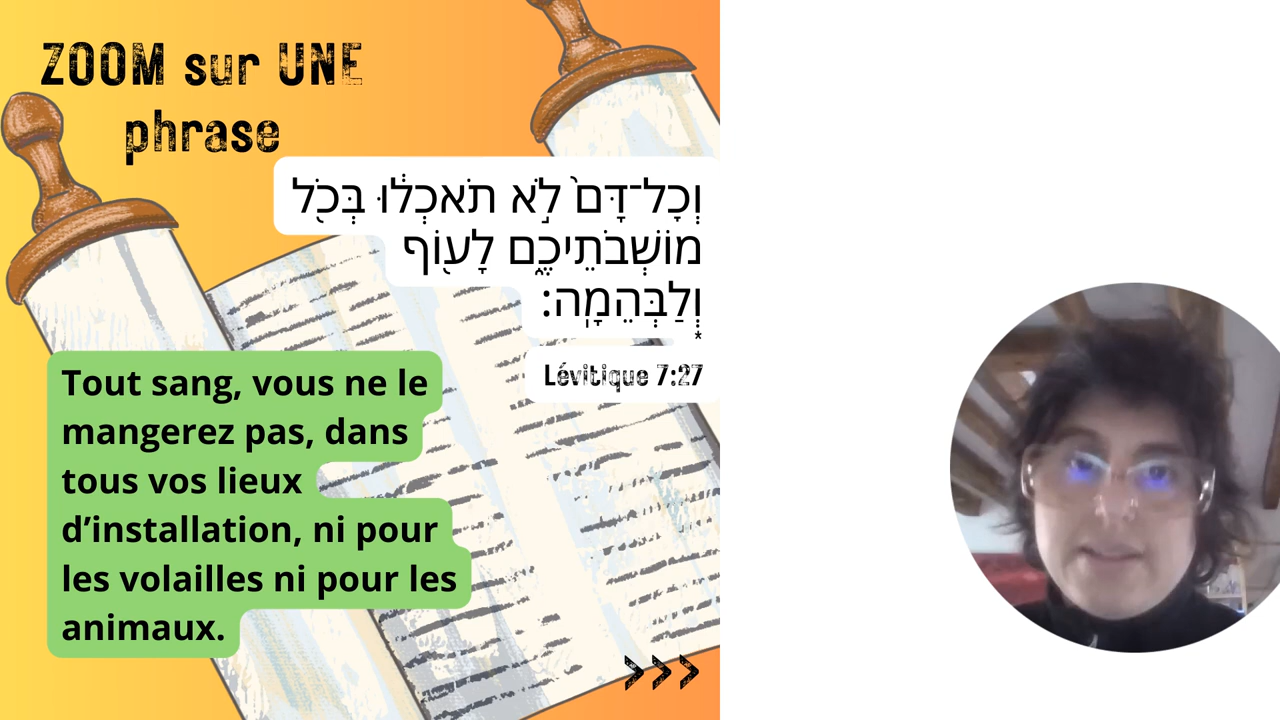 ZOOM sur UNE
phrase
וְכָל־דָּם֙ לֹ֣א תֹאכְל֔וּ בְּכֹ֖ל
מוֹשְׁבֹתֵיכֶ֑ם לָע֖וֹף
וְלַבְּהֵמָֽה׃
*
Lévitique 7:27
Tout sang, vous ne le
mangerez pas, dans
tous vos lieux
d’installation, ni pour
les volailles ni pour les
animaux.
>>>